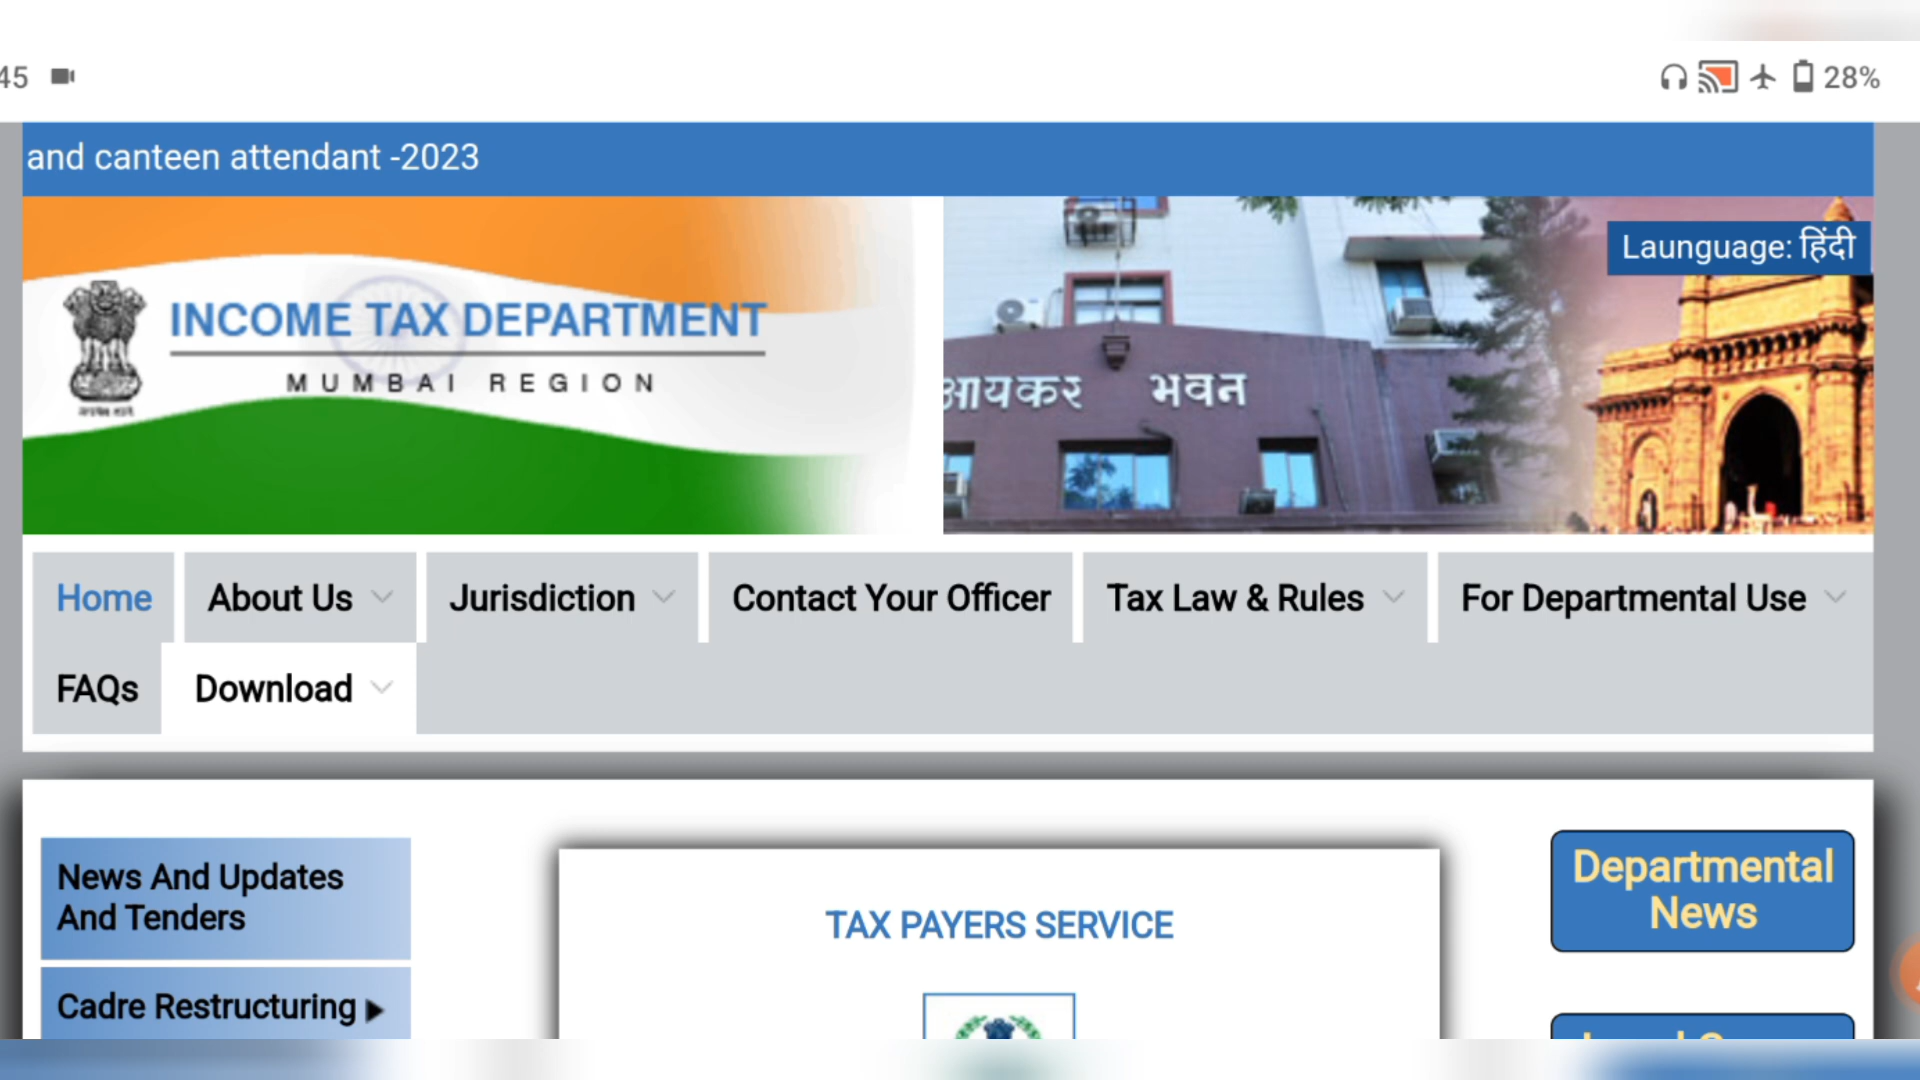 45
28%
and canteen attendant -2023
Launguage: हिंदी
INCOME TAX DEPARTMENT
MUMBAI REGION
आयकर भवन
Home
About Us
Jurisdiction
Contact Your Officer
Tax Law & Rules
For Departmental Use
FAQs
Download
News And Updates
And Tenders
Cadre Restructuring
TAX PAYERS SERVICE
Departmental
News